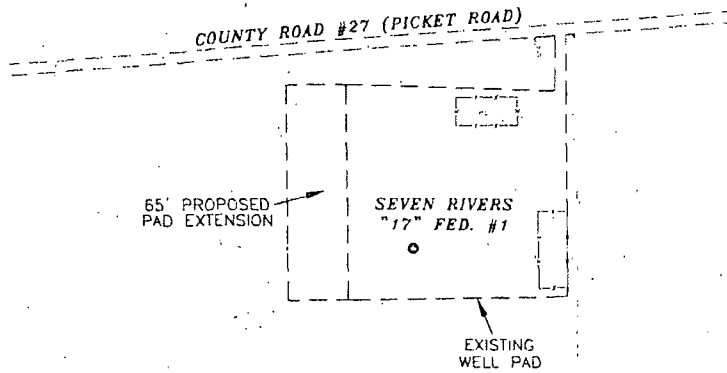 COUNTY ROAD #27 (PICKET ROAD)
65' PROPOSED
PAD EXTENSION
SEVEN RIVERS
"17" FED. #1
EXISTING
WELL PAD